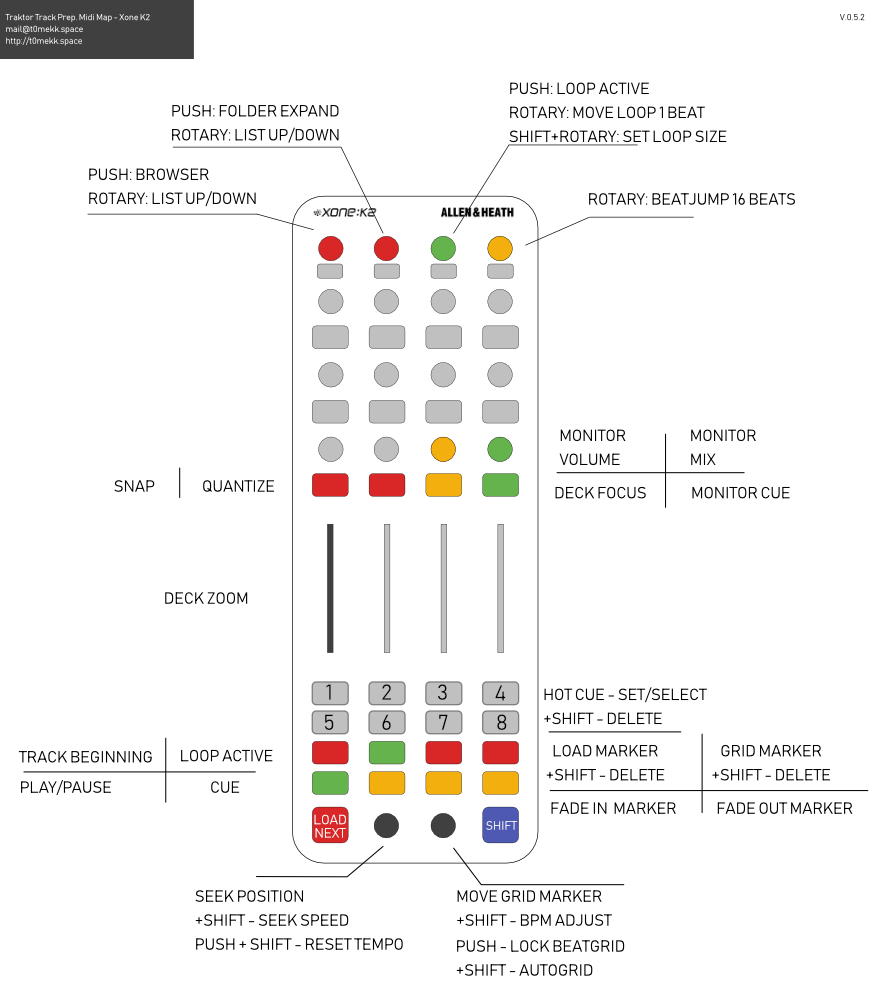 Traktor Track Prep. Midi Map - Xone K2
mail@t0mekk.space
http://t0mekk.space
V.0.5.2
PUSH: LOOP ACTIVE
ROTARY: MOVE LOOP 1 BEAT
SHIFT+ROTARY: SET LOOP SIZE
PUSH: FOLDER EXPAND
ROTARY: LIST UP/DOWN
PUSH: BROWSER
ROTARY: LIST UP/DOWN
ROTARY: BEATJUMP 16 BEATS
XONE:K2
ALLEN&HEATH
MONITOR VOLUME
MONITOR MIX
DECK FOCUS
MONITOR CUE
SNAP
QUANTIZE
DECK ZOOM
1 2 3 4
5 6 7 8
HOT CUE - SET/SELECT
+SHIFT - DELETE
TRACK BEGINNING
LOOP ACTIVE
PLAY/PAUSE
CUE
LOAD MARKER
+SHIFT - DELETE
GRID MARKER
+SHIFT - DELETE
FADE IN MARKER
FADE OUT MARKER
LOAD
NEXT
SHIFT
SEEK POSITION
+SHIFT - SEEK SPEED
PUSH + SHIFT - RESET TEMPO
MOVE GRID MARKER
+SHIFT - BPM ADJUST
PUSH - LOCK BEATGRID
+SHIFT - AUTOGRID